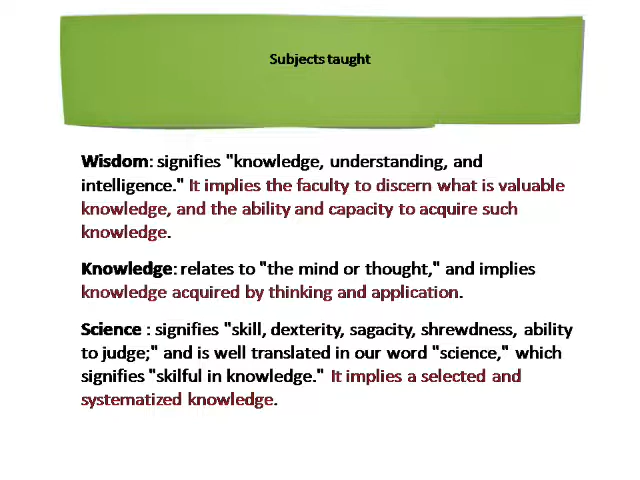 Subjects taught
Wisdom: signifies "knowledge, understanding, and
intelligence." It implies the faculty to discern what is valuable
knowledge, and the ability and capacity to acquire such
knowledge.
Knowledge: relates to "the mind or thought," and implies
knowledge acquired by thinking and application.
Science : signifies "skill, dexterity, sagacity, shrewdness, ability
to judge;" and is well translated in our word "science," which
signifies "skilful in knowledge." It implies a selected and
systematized knowledge.